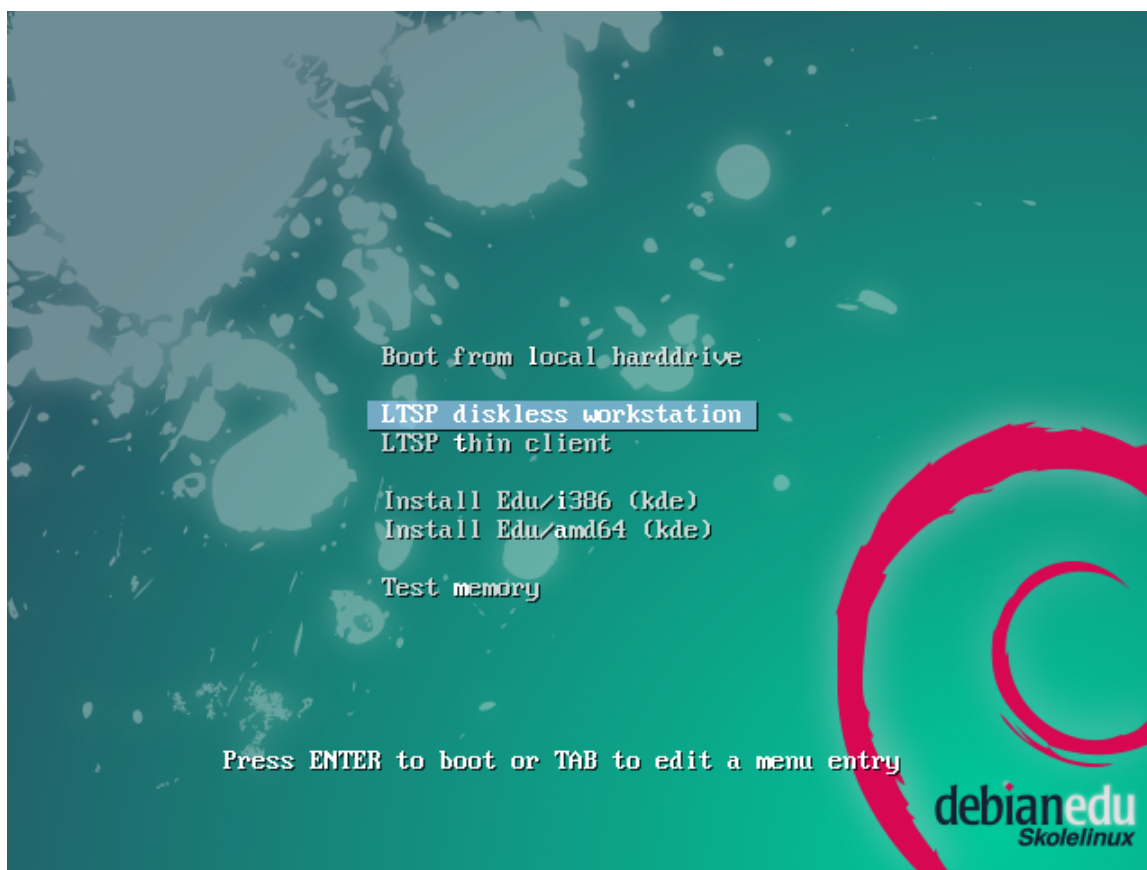 Boot from local harddrive
LTSP diskless workstation
LTSP thin client
Install Edu/i386 (kde)
Install Edu/amd64 (kde)
Test memory
Press ENTER to boot or TAB to edit a menu entry
debianedu
Skolelinux